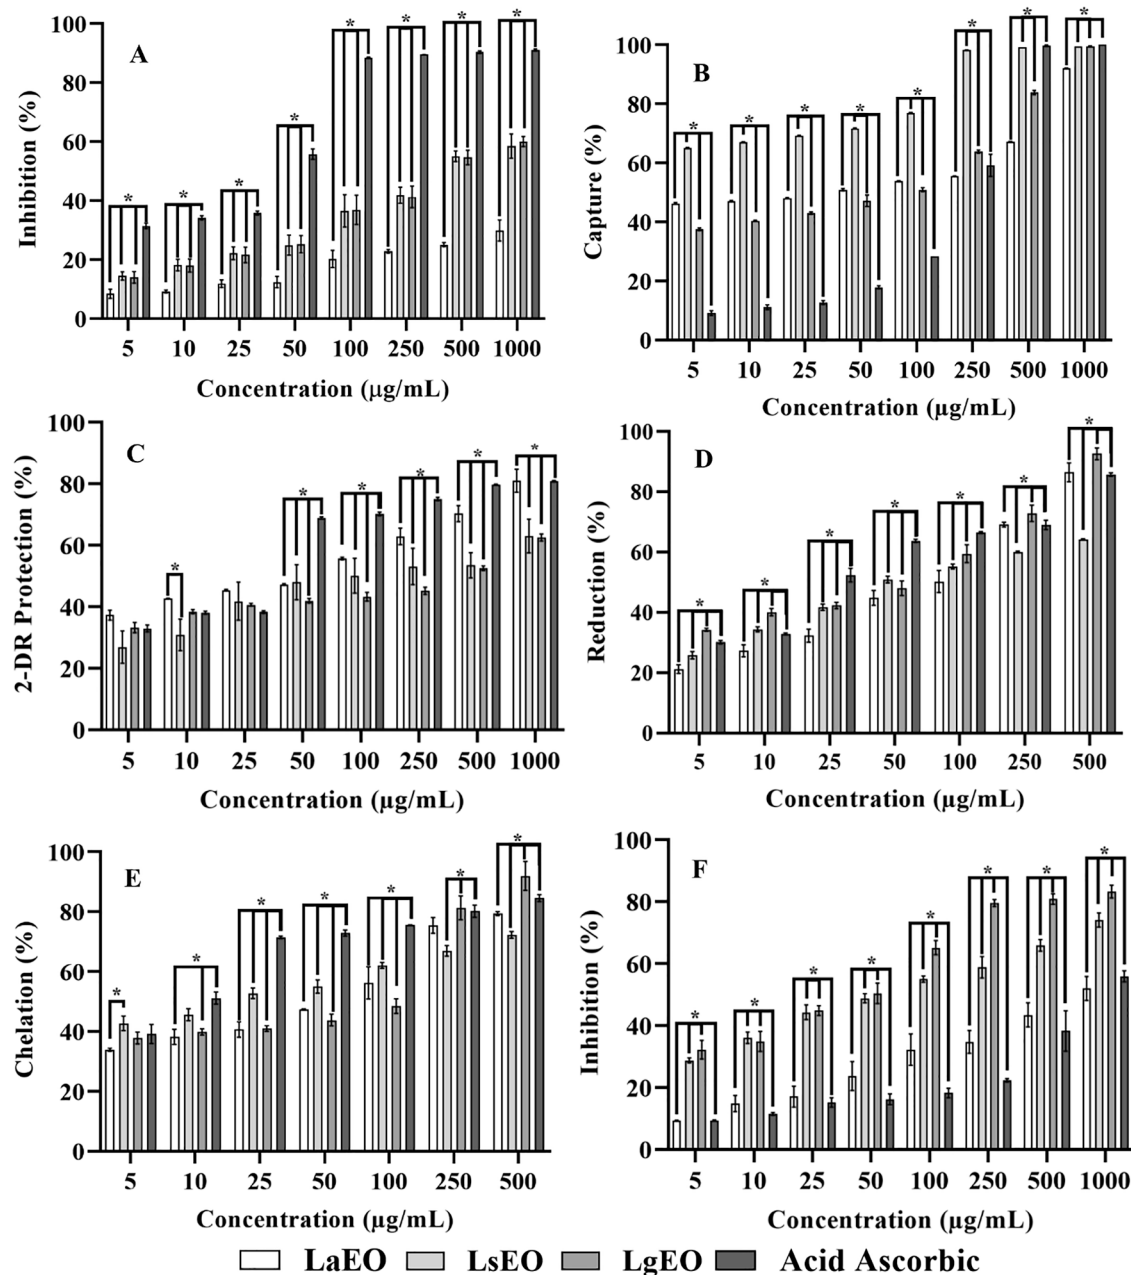 A
Inhibition (%)
100
80
60
40
20
0
* * * * * * * *
5 10 25 50 100 250 500 1000
Concentration (μg/mL)
B
Capture (%)
100
80
60
40
20
0
* * * * * * * *
5 10 25 50 100 250 500 1000
Concentration (μg/mL)
C
2-DR Protection (%)
100
80
60
40
20
0
* * * * * *
5 10 25 50 100 250 500 1000
Concentration (μg/mL)
D
Reduction (%)
100
80
60
40
20
0
* * * * * * *
5 10 25 50 100 250 500
Concentration (μg/mL)
E
Chelation (%)
100
80
60
40
20
0
* * * * * * *
5 10 25 50 100 250 500
Concentration (μg/mL)
F
Inhibition (%)
100
80
60
40
20
0
* * * * * * * *
5 10 25 50 100 250 500 1000
Concentration (μg/mL)
LaEO LsEO LgEO Acid Ascorbic